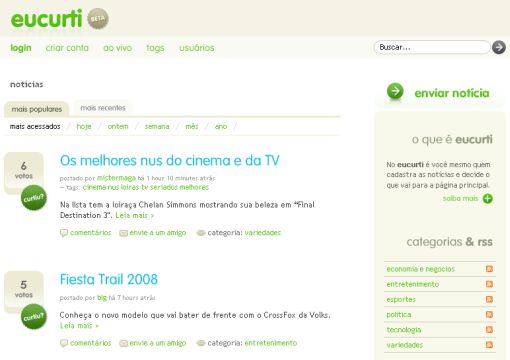 eucurti BETA
login criar conta ao vivo tags usuários Buscar...
notícias
mais populares mais recentes
mais acessados / hoje / ontem / semana / mês / ano /
6
votos
curtiu?
Os melhores nus do cinema e da TV
postado por mistermaga há 1 hora 10 minutos atrás
~ tags: cinema nus loiras tv seriados melhores
Na lista tem a loiraça Chelan Simmons mostrando sua beleza em "Final
Destination 3". Leia mais ›
comentários envie a um amigo categoria: variedades
5
votos
curtiu?
Fiesta Trail 2008
postado por big há 7 hours atrás
Conheça o novo modelo que vai bater de frente com o CrossFox da Volks.
Leia mais ›
comentários envie a um amigo categoria: entretenimento
enviar notícia
o que é eucurti
No eucurti é você mesmo quem
cadastra as notícias e decide o
que vai para a página principal.
saiba mais
categorias & rss
economia e negocios
entretenimento
esportes
política
tecnologia
variedades